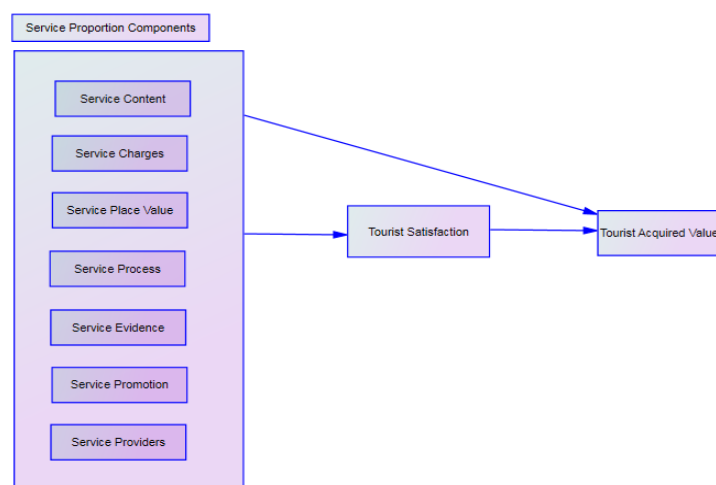 Service Proportion Components
Service Content
Service Charges
Service Place Value
Service Process
Service Evidence
Service Promotion
Service Providers
Tourist Satisfaction
Tourist Acquired Value